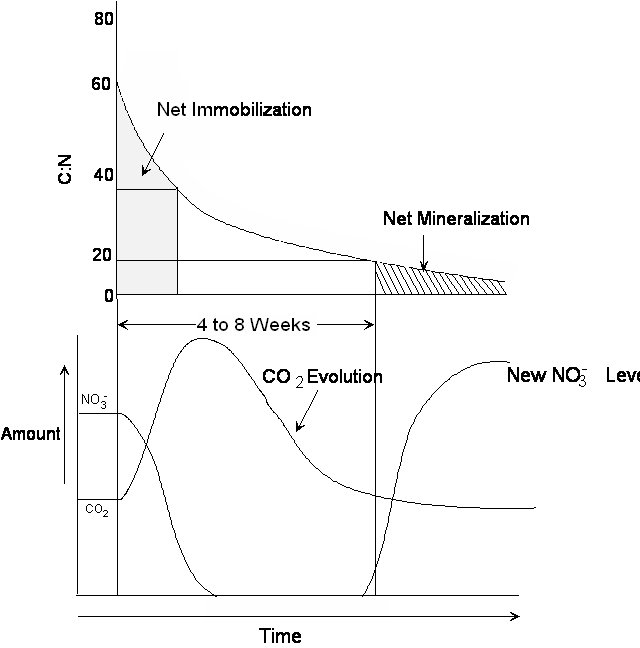 80
60
Net Immobilization
C:N
40
Net Mineralization
20
0
4 to 8 Weeks
CO2 Evolution
New NO3- Leve
NO3-
Amount
CO2
Time